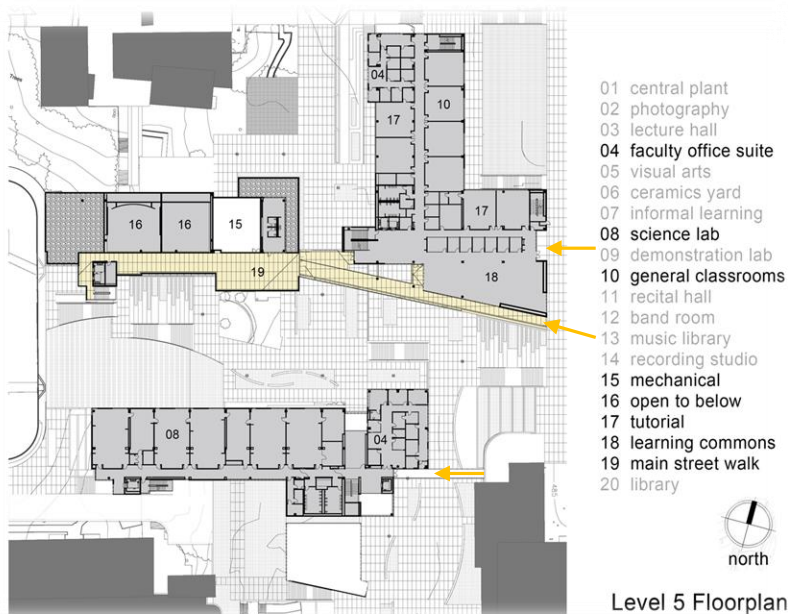 04
10
17
17
16
16
15
19
18
08
04
485
01 central plant
02 photography
03 lecture hall
04 faculty office suite
05 visual arts
06 ceramics yard
07 informal learning
08 science lab
09 demonstration lab
10 general classrooms
11 recital hall
12 band room
13 music library
14 recording studio
15 mechanical
16 open to below
17 tutorial
18 learning commons
19 main street walk
20 library
north
Level 5 Floorplan